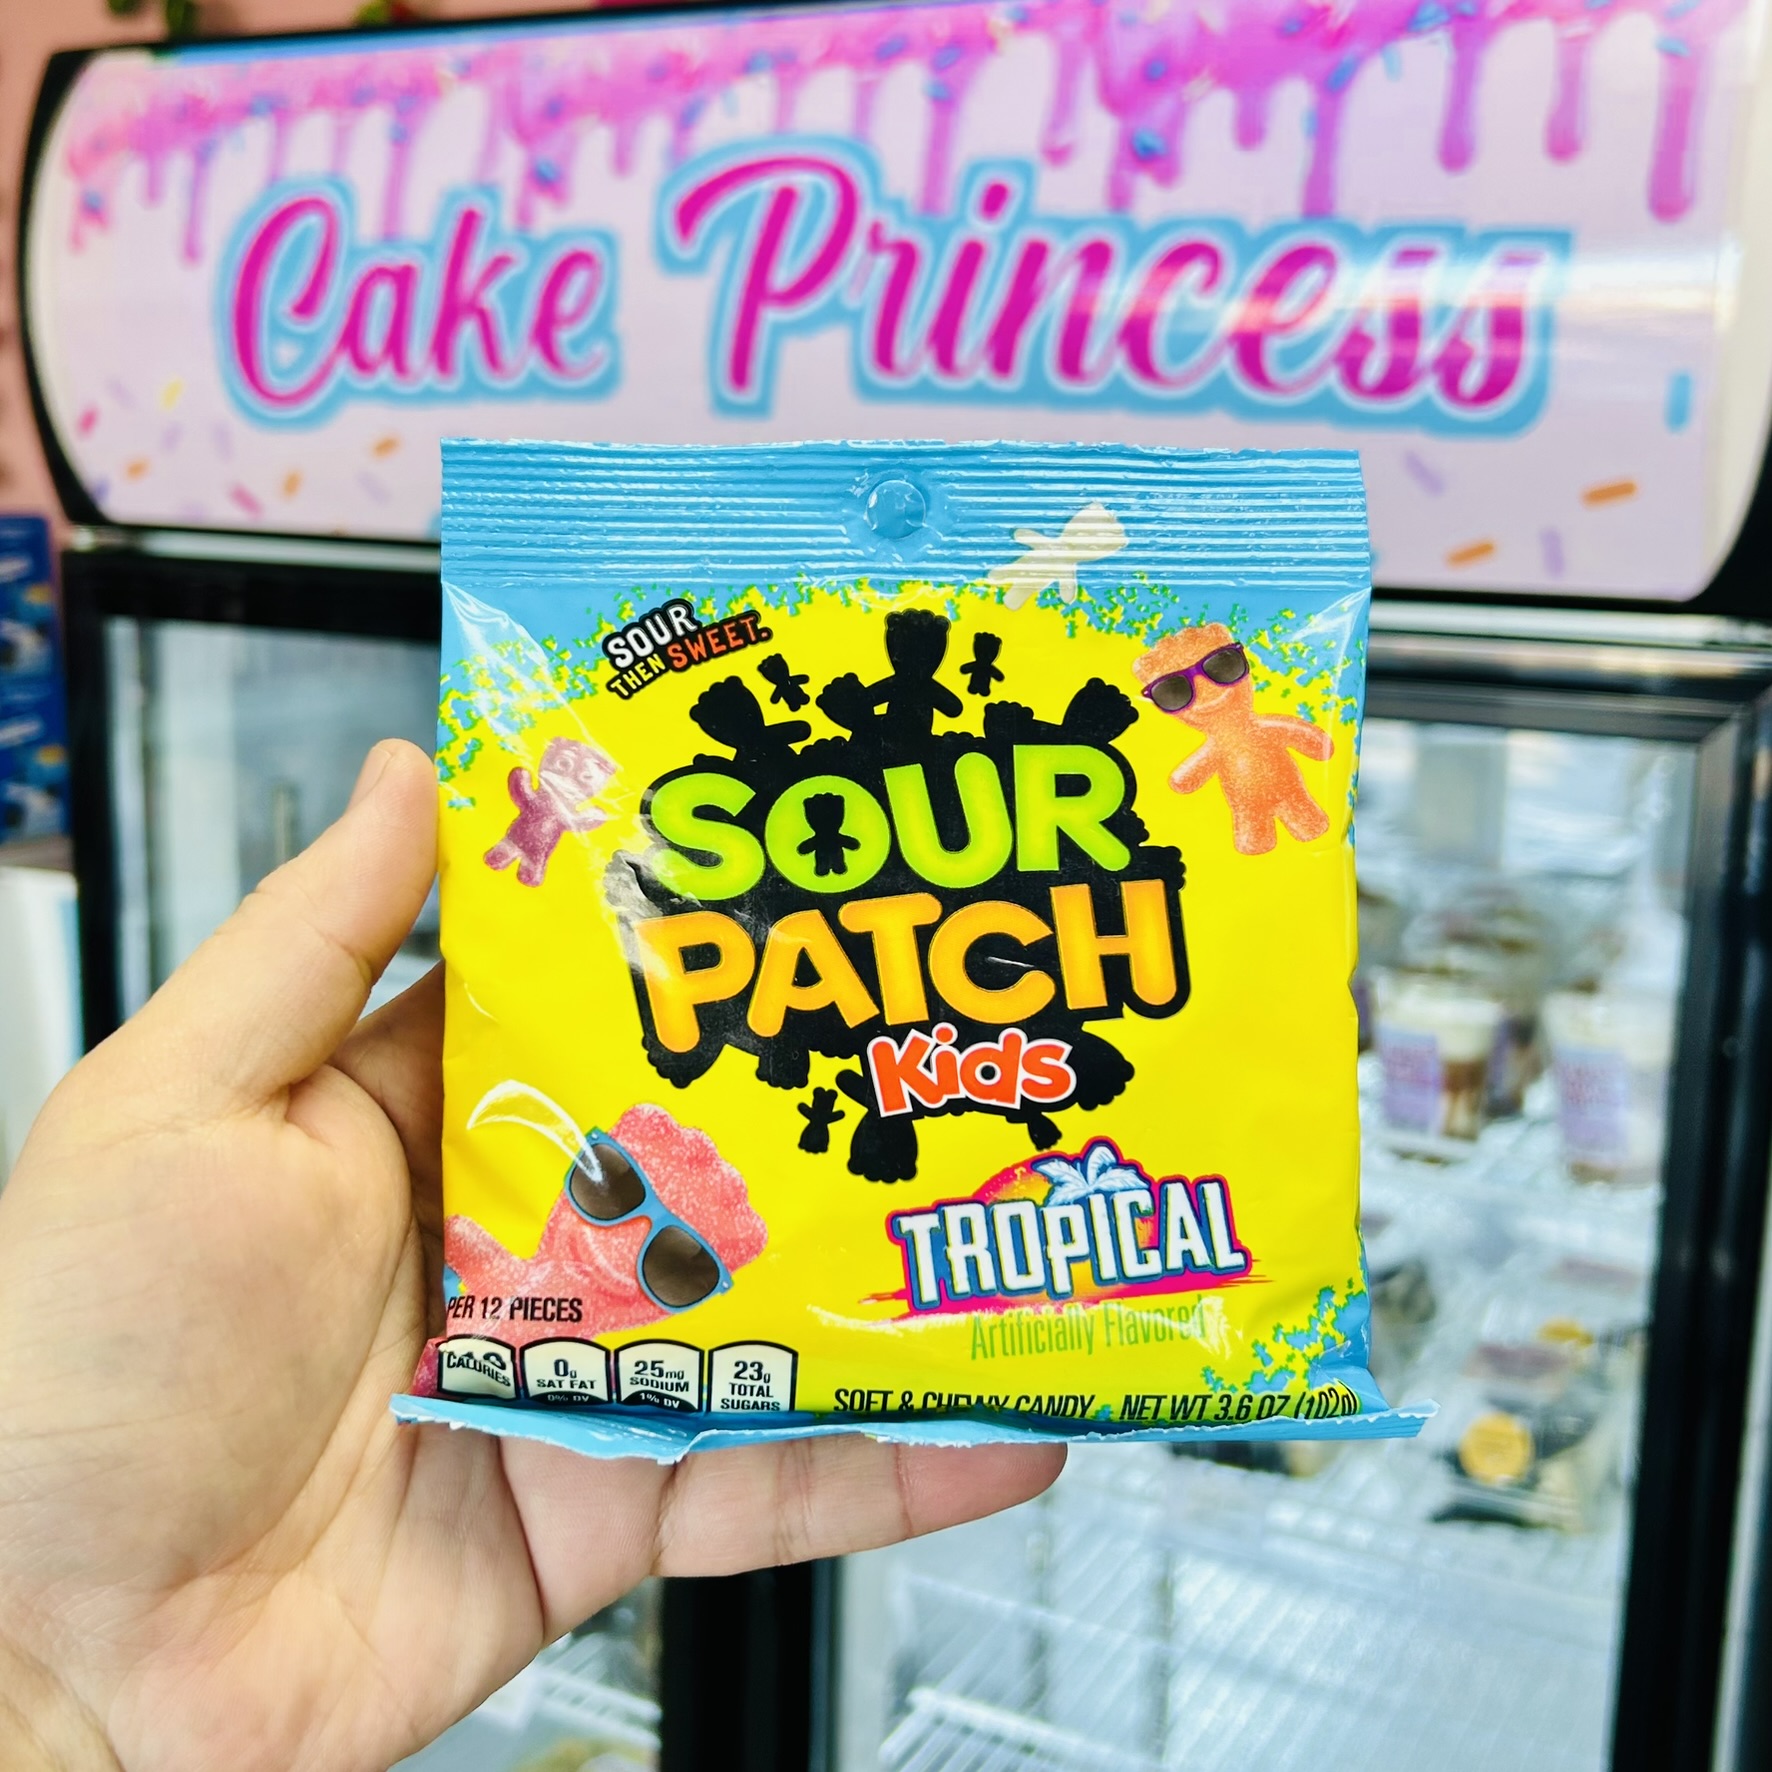 Cake Princess
SOUR
THEN SWEET.
SOUR
PATCH
Kids
TROPICAL
Artificially Flavored
PER 12 PIECES
CALORIES
0g
SAT FAT
0% DV
25mg
SODIUM
1% DV
23g
TOTAL
SUGARS
SOFT & CHEWY CANDY NET WT 3.6 OZ (102g)